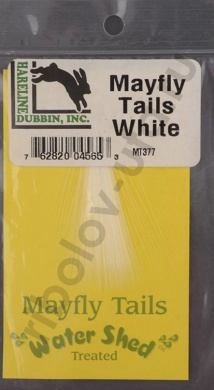 HARELINE
DUBBIN, INC.
Mayfly
Tails
White
7 62820 04565 3
MT377
Mayfly Tails
Water Shed
Treated